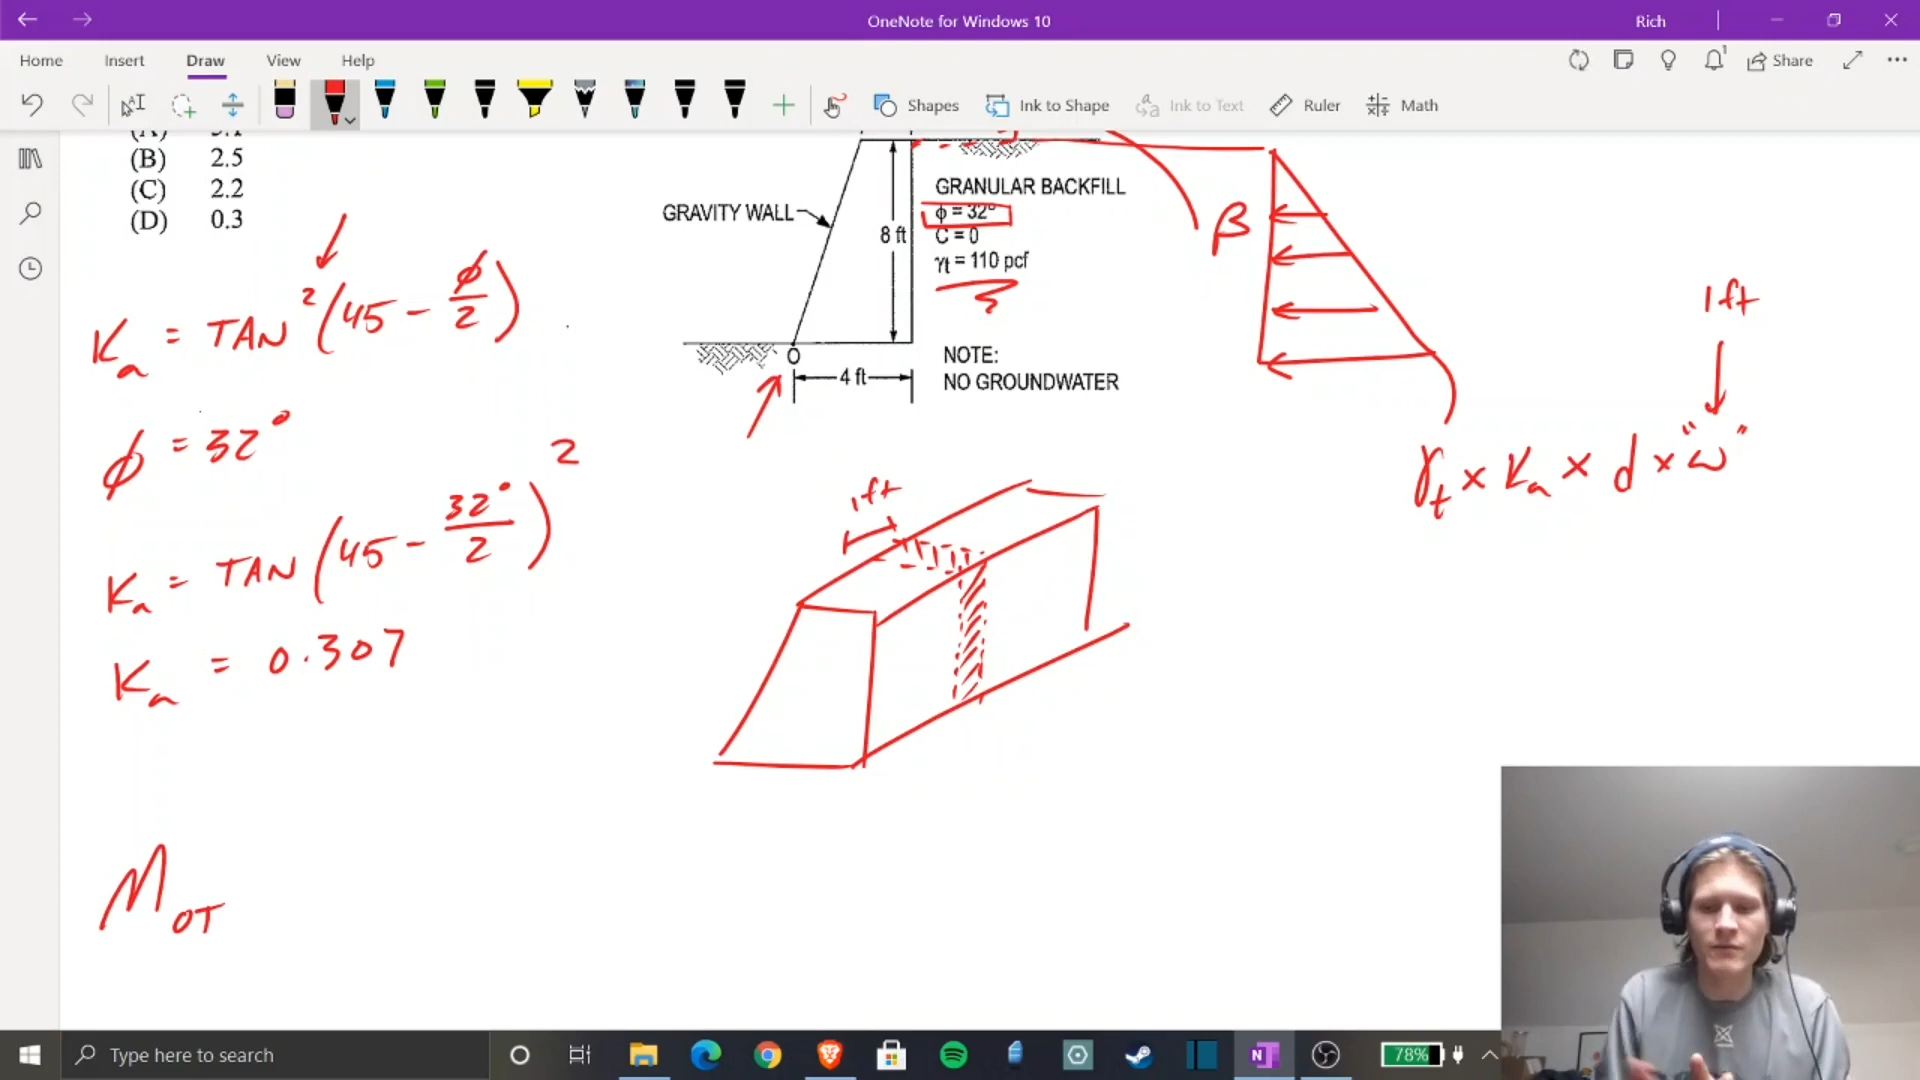 OneNote for Windows 10
Rich
Home
Insert
Draw
View
Help
Share
Shapes
Ink to Shape
Ink to Text
Ruler
Math
(B) 2.5
(C) 2.2
(D) 0.3
GRAVITY WALL
8 ft
GRANULAR BACKFILL
ϕ = 32°
C = 0
γt = 110 pcf
O
4 ft
NOTE:
NO GROUNDWATER
β
1ft
γt × Ka × d × "w"
Ka = TAN²(45 - ϕ/2)
ϕ = 32°
Ka = TAN(45 - 32°/2)²
Ka = 0.307
1ft
MOT
Type here to search
78%